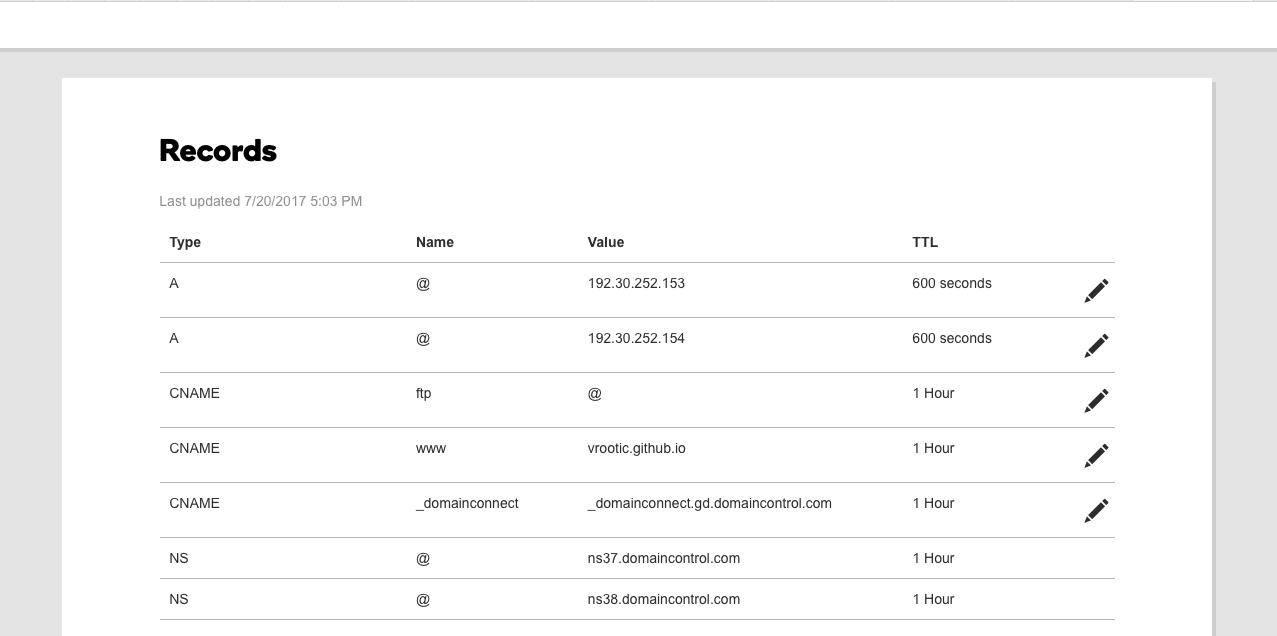 Records
Last updated 7/20/2017 5:03 PM
Type Name Value TTL
A @ 192.30.252.153 600 seconds
A @ 192.30.252.154 600 seconds
CNAME ftp @ 1 Hour
CNAME www vrootic.github.io 1 Hour
CNAME _domainconnect _domainconnect.gd.domaincontrol.com 1 Hour
NS @ ns37.domaincontrol.com 1 Hour
NS @ ns38.domaincontrol.com 1 Hour